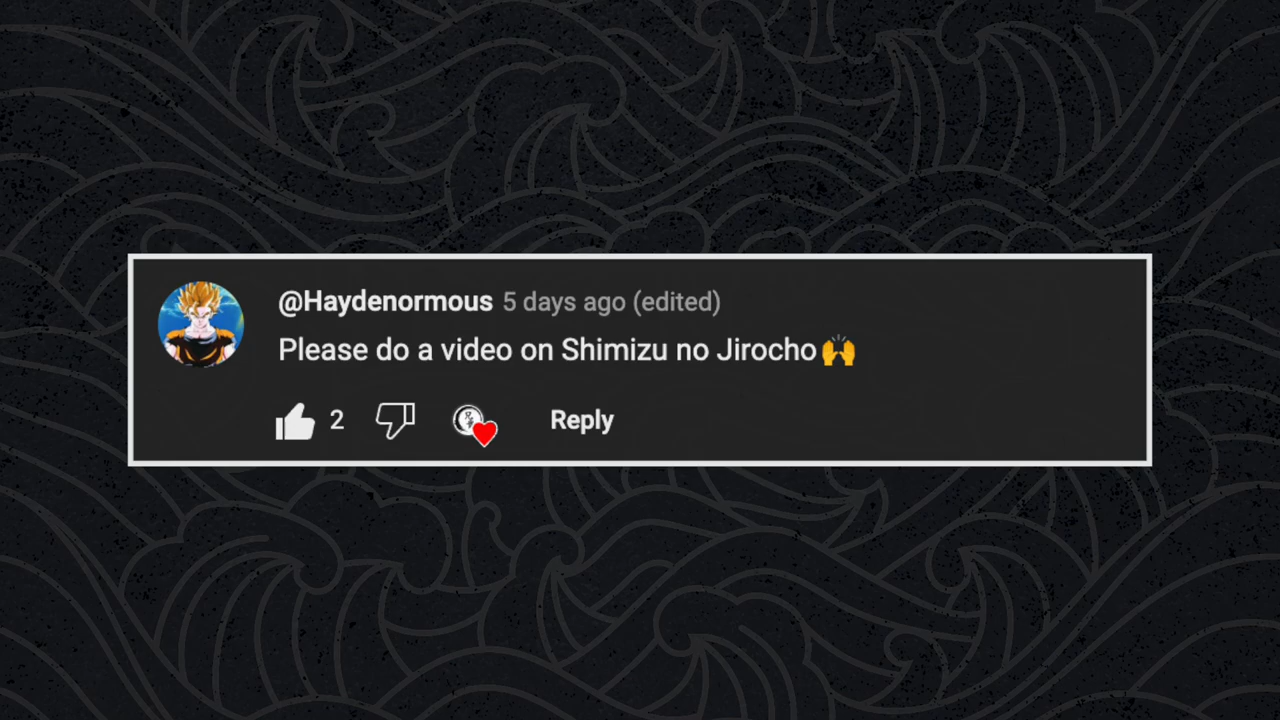 @Haydenormous 5 days ago (edited)
Please do a video on Shimizu no Jirocho🙌
2 Reply